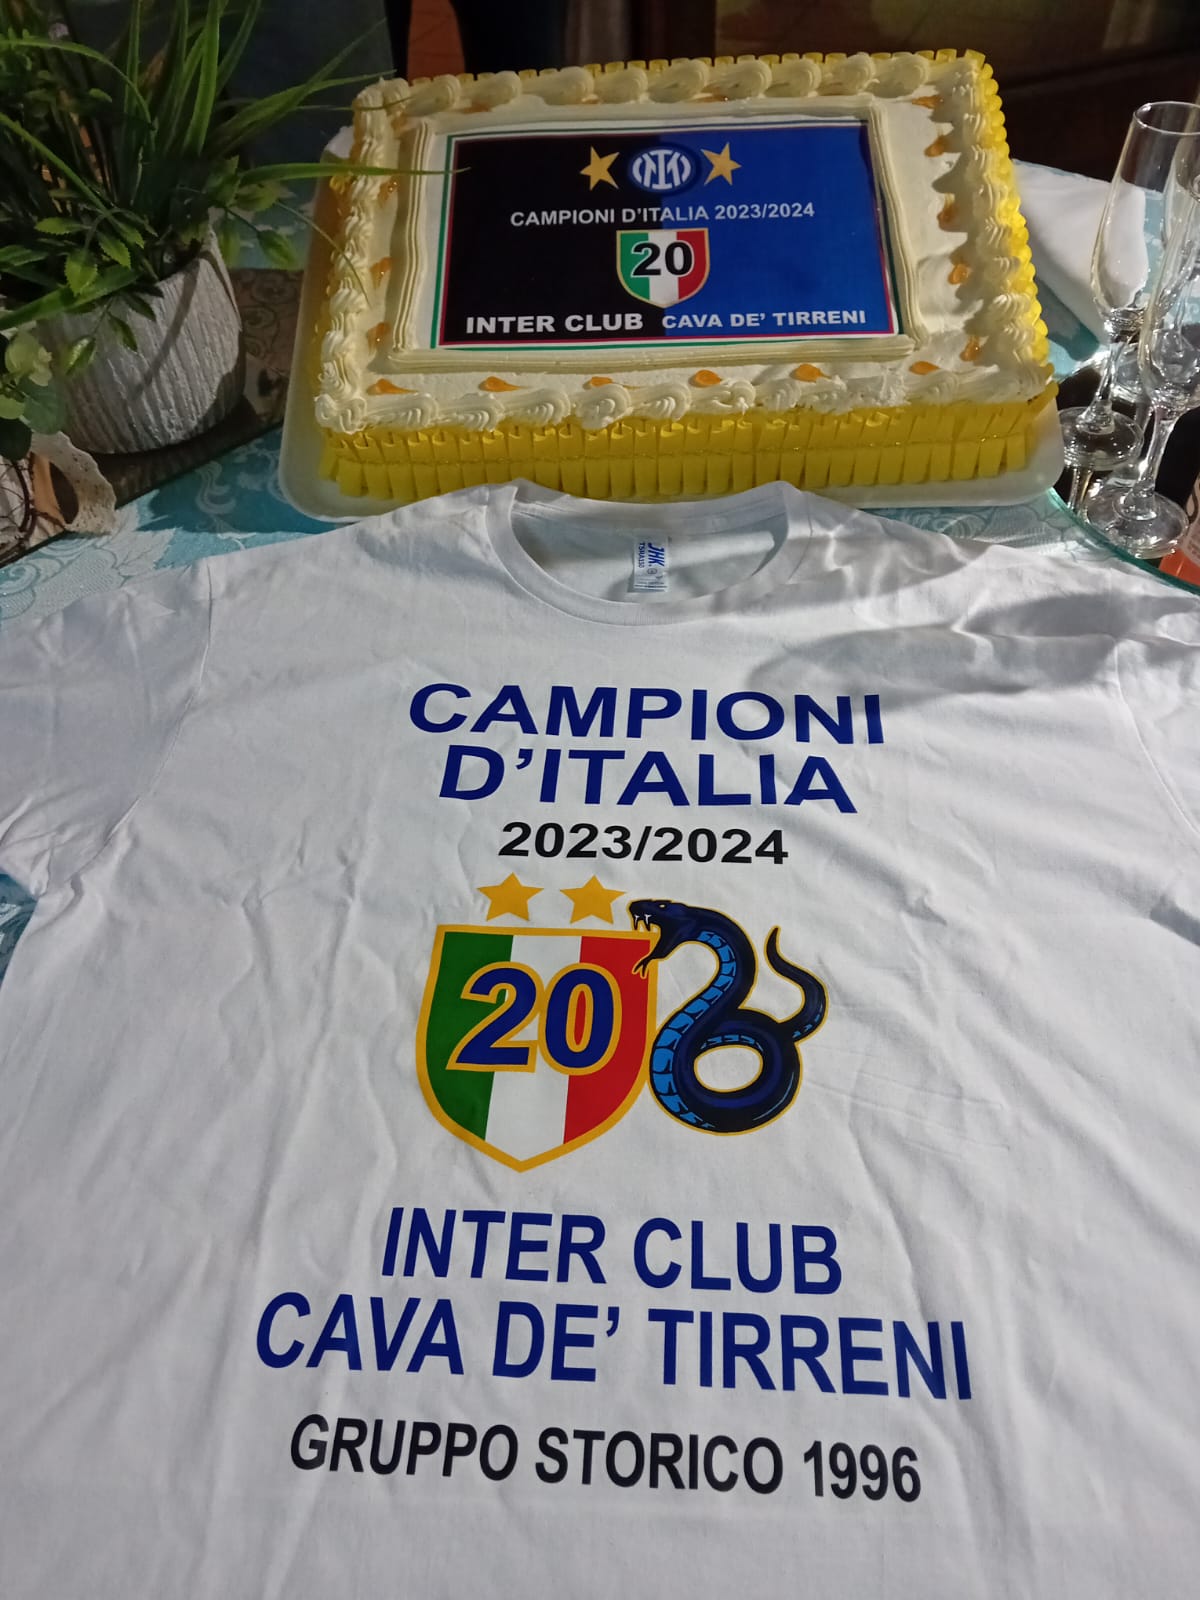 CAMPIONI D'ITALIA 2023/2024
20
INTER CLUB CAVA DE' TIRRENI
JHK
CAMPIONI
D'ITALIA
2023/2024
20
INTER CLUB
CAVA DE' TIRRENI
GRUPPO STORICO 1996